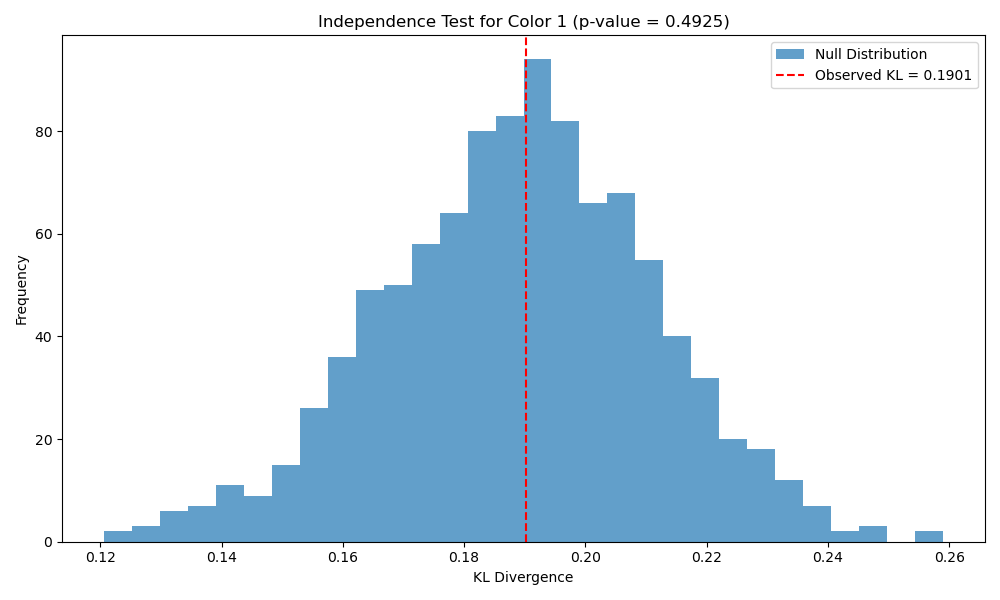 Independence Test for Color 1 (p-value = 0.4925)
Null Distribution
Observed KL = 0.1901
Frequency
80
60
40
20
0
0.12 0.14 0.16 0.18 0.20 0.22 0.24 0.26
KL Divergence